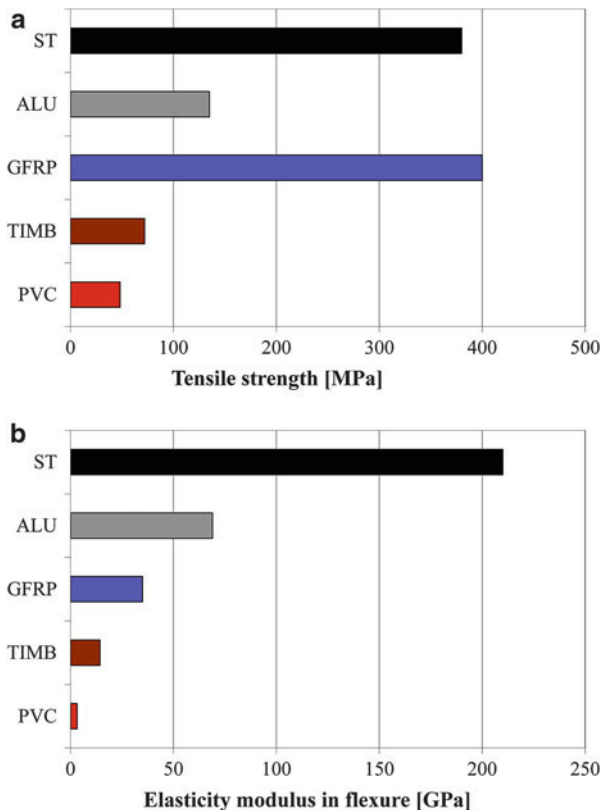 a
ST
ALU
GFRP
TIMB
PVC
0 100 200 300 400 500
Tensile strength [MPa]
b
ST
ALU
GFRP
TIMB
PVC
0 50 100 150 200 250
Elasticity modulus in flexure [GPa]